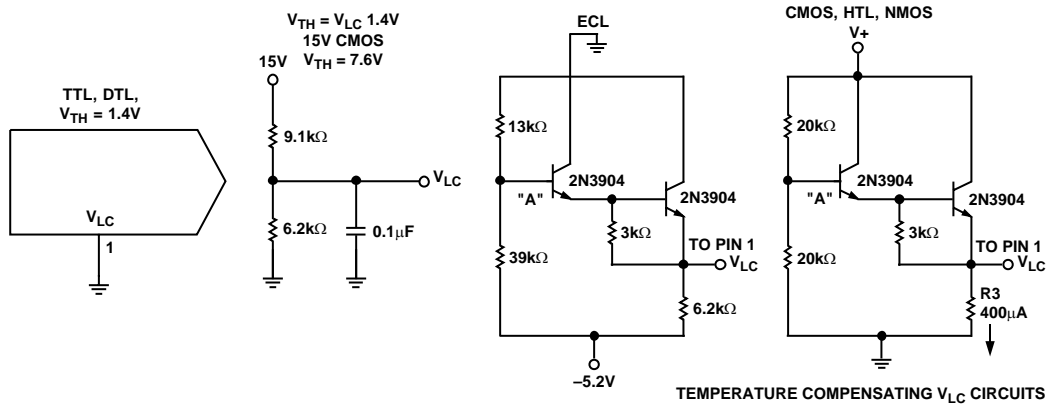 TTL, DTL,
VTH = 1.4V
VLC
1
VTH = VLC 1.4V
15V CMOS
VTH = 7.6V
15V
9.1kΩ
VLC
6.2kΩ
0.1μF
ECL
13kΩ
2N3904
"A"
2N3904
3kΩ
TO PIN 1
VLC
39kΩ
6.2kΩ
–5.2V
CMOS, HTL, NMOS
V+
20kΩ
2N3904
"A"
2N3904
3kΩ
TO PIN 1
VLC
20kΩ
R3
400μA
TEMPERATURE COMPENSATING VLC CIRCUITS